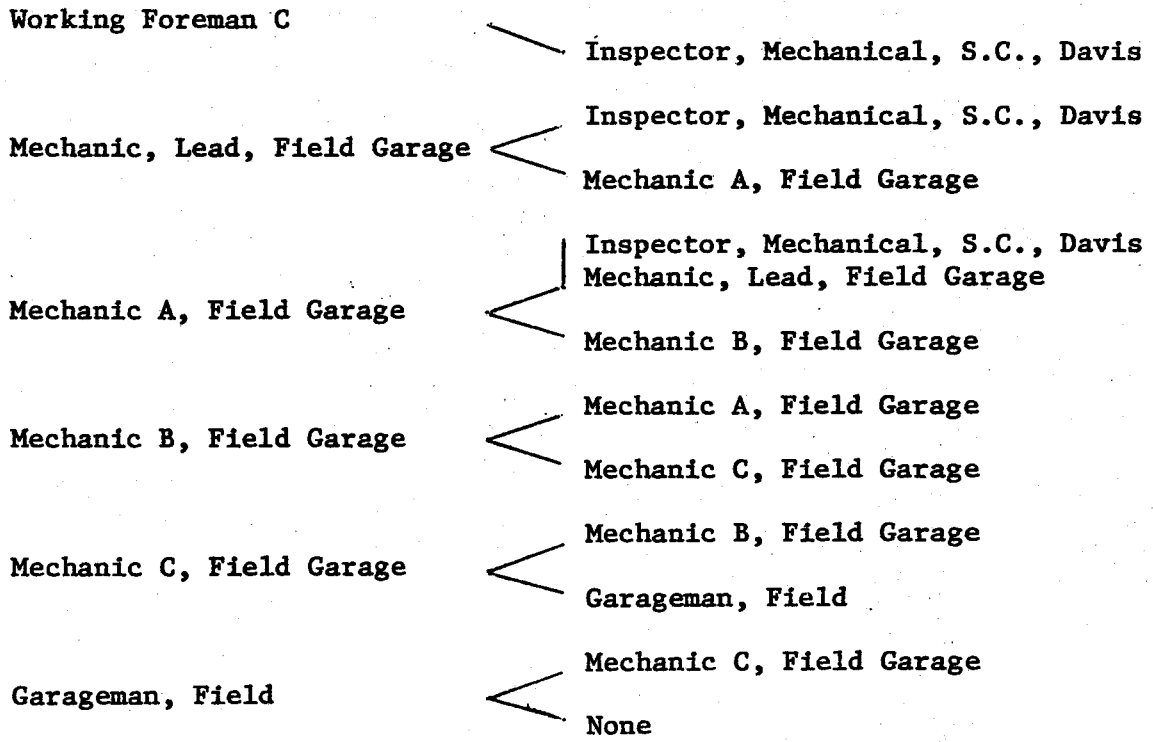 Working Foreman C
Inspector, Mechanical, S.C., Davis
Inspector, Mechanical, S.C., Davis
Mechanic, Lead, Field Garage
Mechanic A, Field Garage
Inspector, Mechanical, S.C., Davis
Mechanic, Lead, Field Garage
Mechanic A, Field Garage
Mechanic B, Field Garage
Mechanic A, Field Garage
Mechanic B, Field Garage
Mechanic C, Field Garage
Mechanic B, Field Garage
Mechanic C, Field Garage
Garageman, Field
Mechanic C, Field Garage
Garageman, Field
None